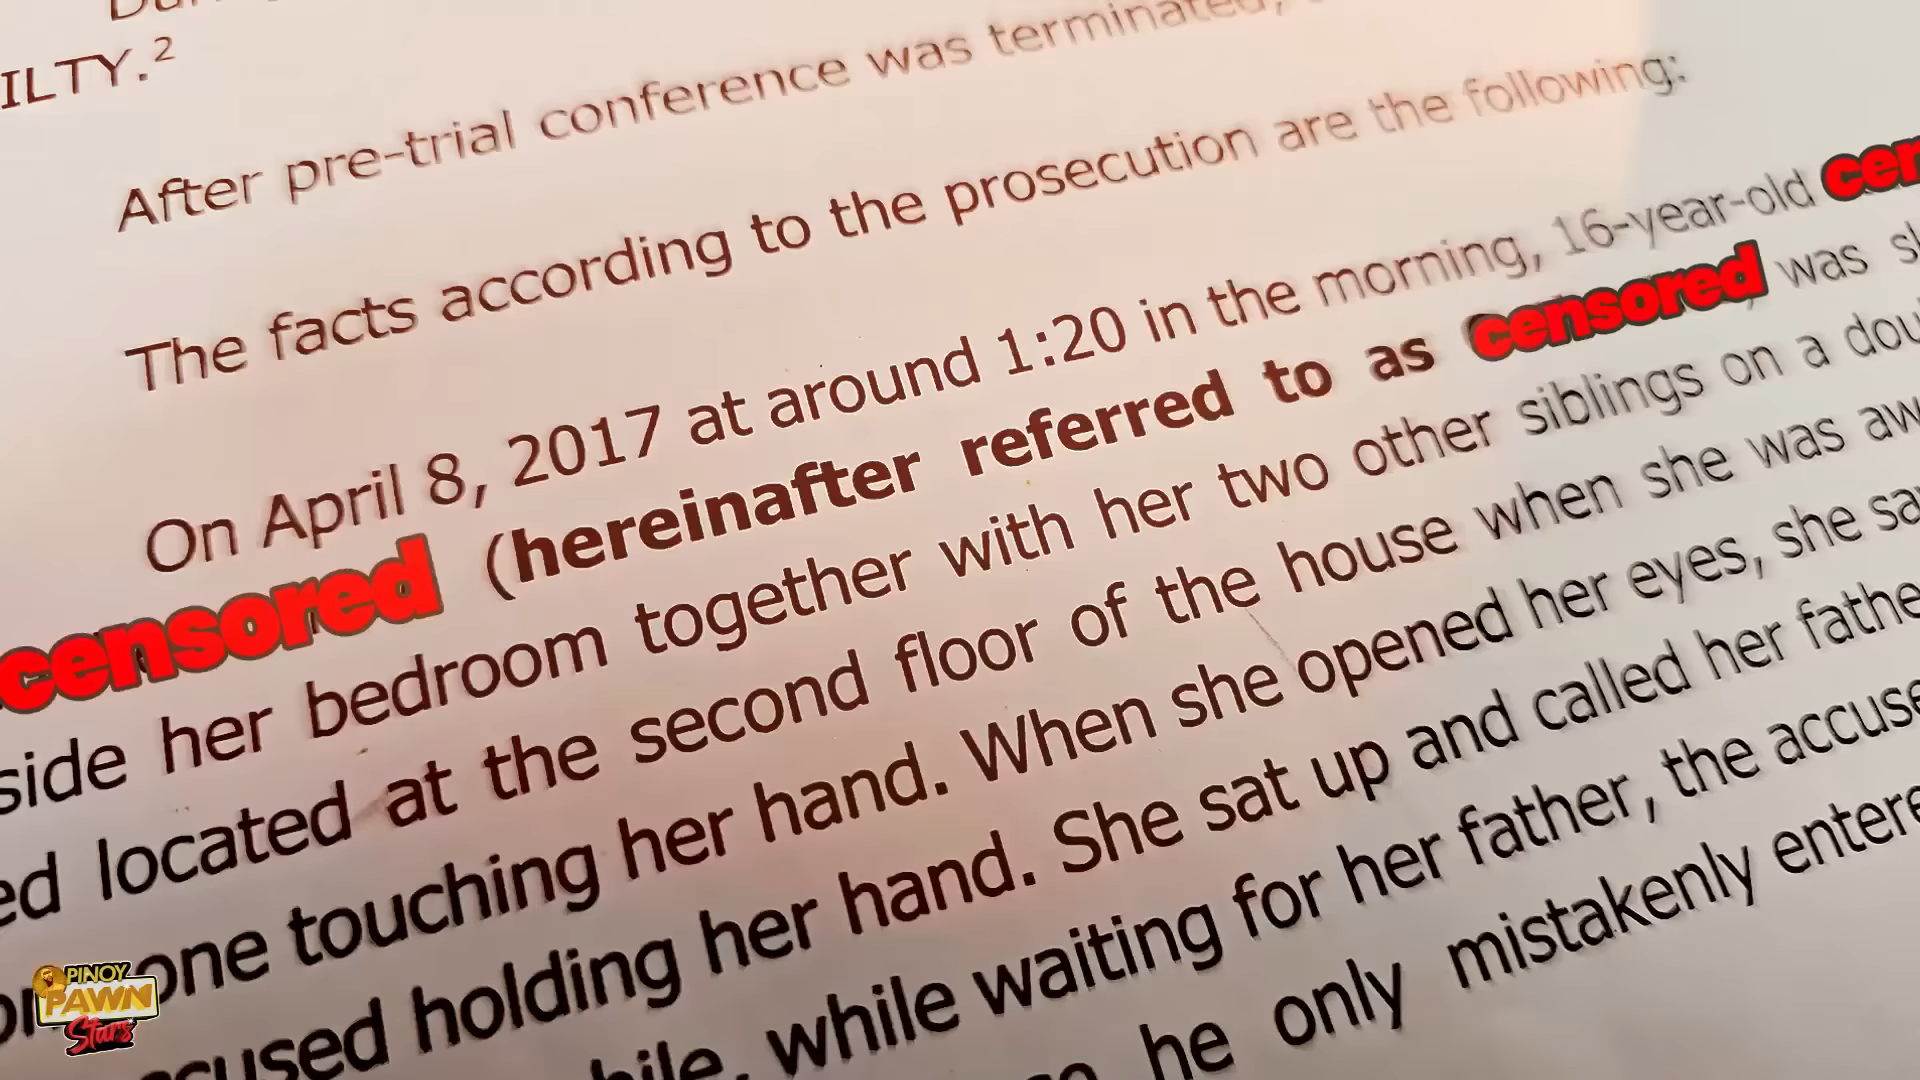 ILTY.²
After pre-trial conference was terminated,
The facts according to the prosecution are the following:
On April 8, 2017 at around 1:20 in the morning, 16-year-old cen
censored (hereinafter referred to as censored, was
side her bedroom together with her two other siblings on a
ed located at the second floor of the house when she was
one touching her hand. When she opened her eyes, she
cused holding her hand. She sat up and called her
while waiting for her father, the
he only mistakenly
PINOY
PAWN
Stars